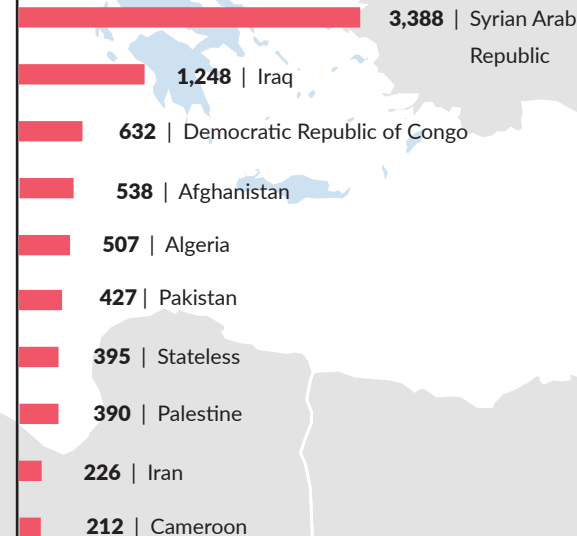 3,388 | Syrian Arab
Republic
1,248 | Iraq
632 | Democratic Republic of Congo
538 | Afghanistan
507 | Algeria
427 | Pakistan
395 | Stateless
390 | Palestine
226 | Iran
212 | Cameroon